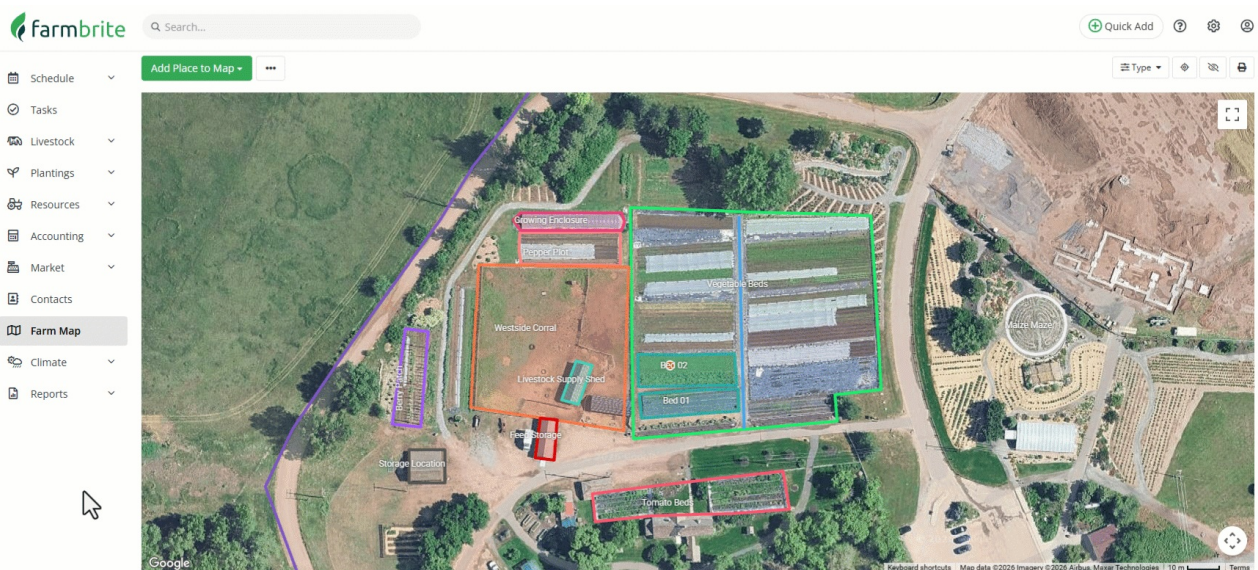 farmbrite
Search...
Quick Add
Schedule
Add Place to Map
Type
Tasks
Livestock
Plantings
Resources
Accounting
Market
Contacts
Farm Map
Climate
Reports
Growing Enclosure
Pepper Plot
Vegetable Beds
Westside Corral
Maize Maze
Bed 02
Livestock Supply Shed
Berry Patch
Bed 01
Feed Storage
Storage Location
Tomato Beds
Google
Keyboard shortcuts Map data ©2026 Imagery ©2026 Airbus, Maxar Technologies 10 m Terms